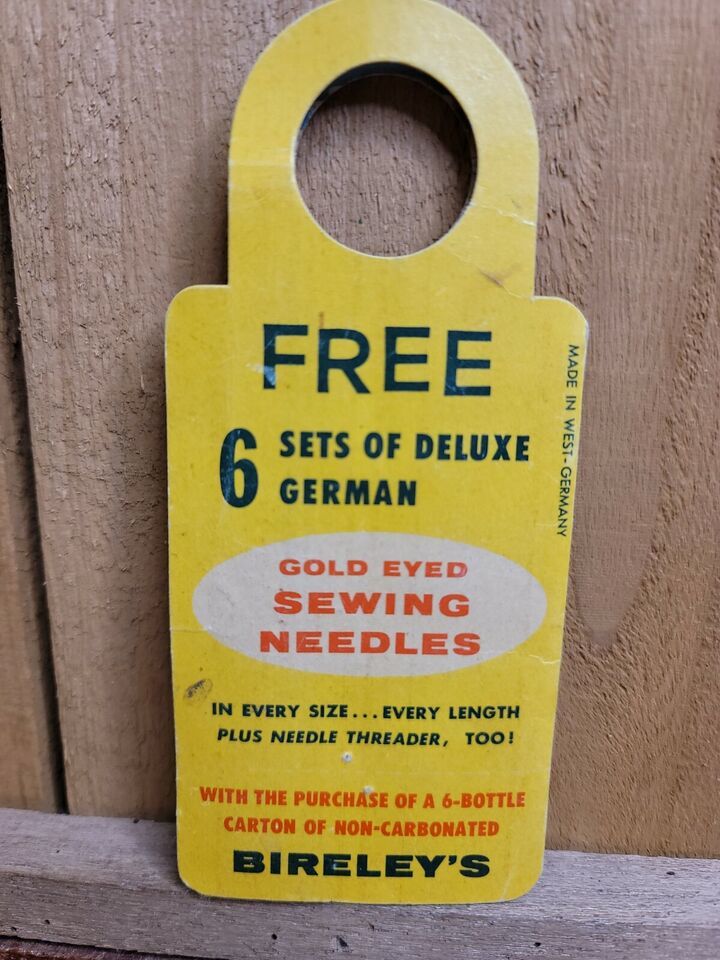 FREE
6 SETS OF DELUXE
GERMAN
GOLD EYED
SEWING
NEEDLES
IN EVERY SIZE...EVERY LENGTH
PLUS NEEDLE THREADER, TOO!
WITH THE PURCHASE OF A 6-BOTTLE
CARTON OF NON-CARBONATED
BIRELEY'S
MADE IN WEST-GERMANY